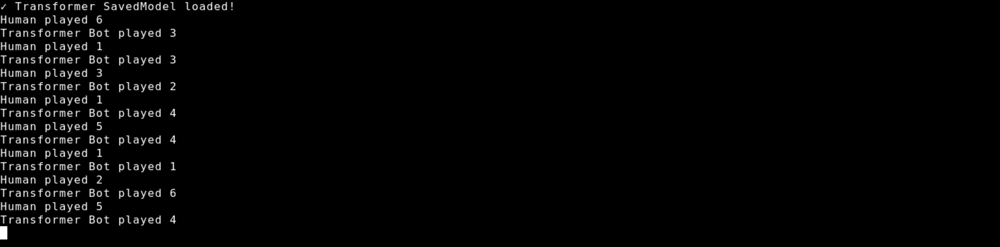 ✓ Transformer SavedModel loaded!
Human played 6
Transformer Bot played 3
Human played 1
Transformer Bot played 3
Human played 3
Transformer Bot played 2
Human played 1
Transformer Bot played 4
Human played 5
Transformer Bot played 4
Human played 1
Transformer Bot played 1
Human played 2
Transformer Bot played 6
Human played 5
Transformer Bot played 4